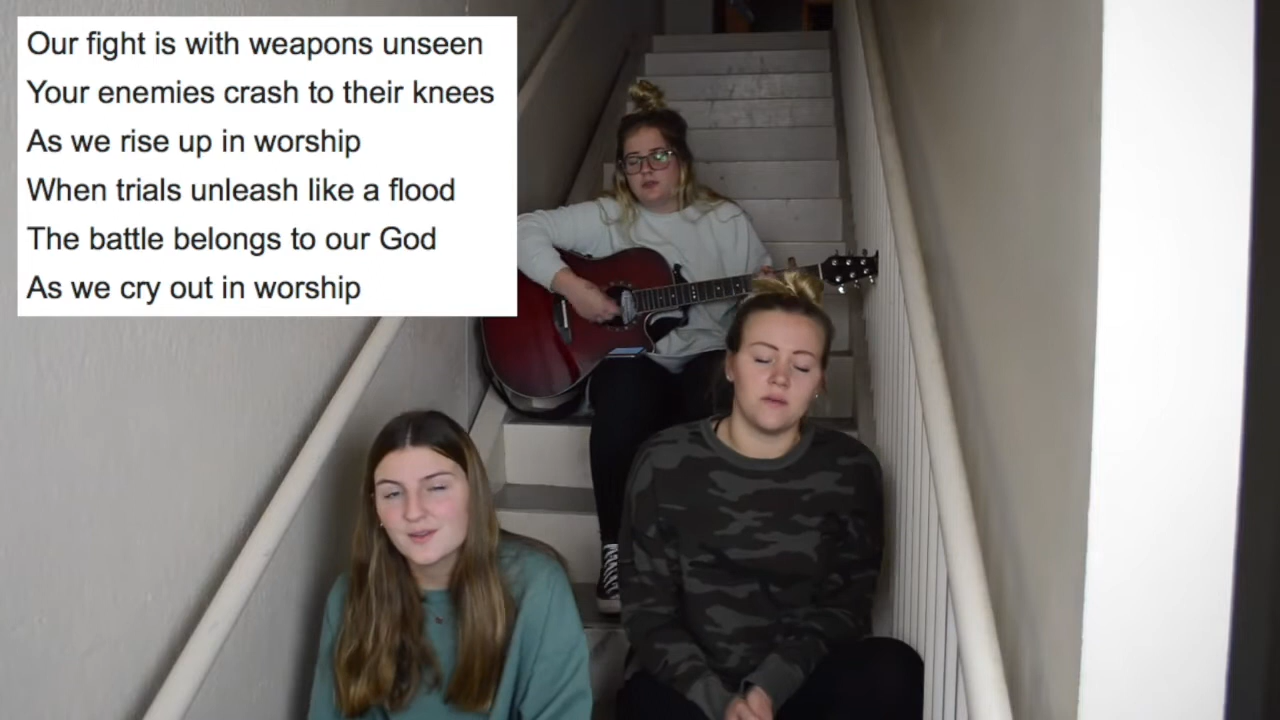 Our fight is with weapons unseen
Your enemies crash to their knees
As we rise up in worship
When trials unleash like a flood
The battle belongs to our God
As we cry out in worship